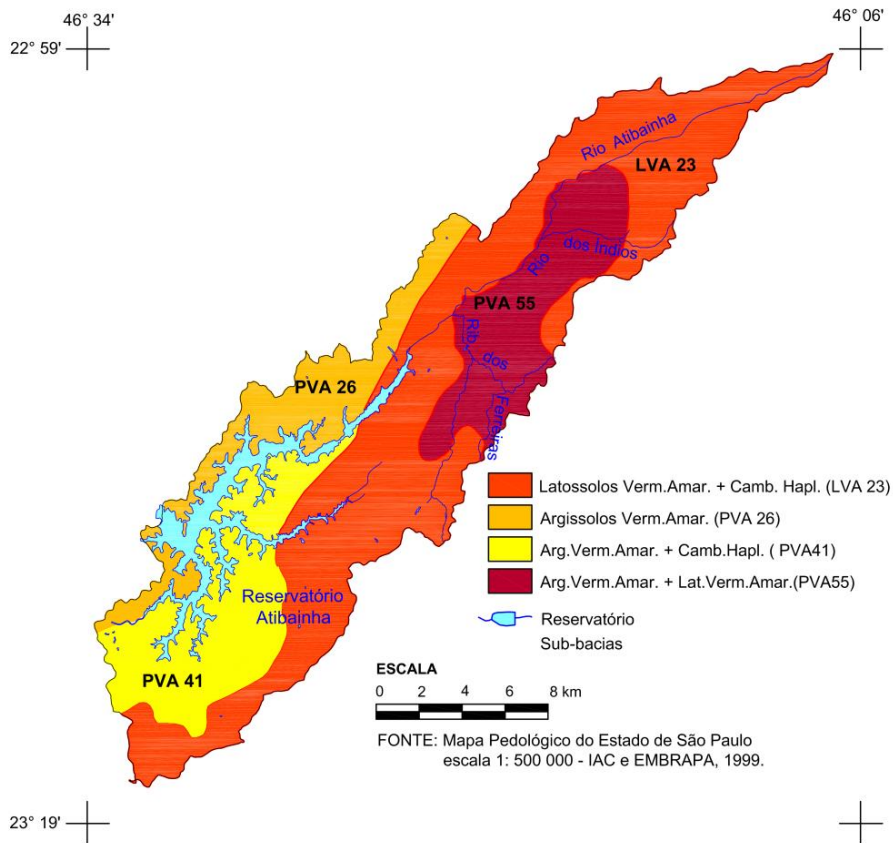 46° 34'
46° 06'
22° 59'
Rio Atibainha
LVA 23
dos Índios
Rio
PVA 55
Rib.
dos
Ferreiras
PVA 26
Latossolos Verm.Amar. + Camb. Hapl. (LVA 23)
Argissolos Verm.Amar. (PVA 26)
Arg.Verm.Amar. + Camb.Hapl. ( PVA41)
Arg.Verm.Amar. + Lat.Verm.Amar.(PVA55)
Reservatório
Sub-bacias
Reservatório
Atibainha
PVA 41
ESCALA
0 2 4 6 8 km
FONTE: Mapa Pedológico do Estado de São Paulo
escala 1: 500 000 - IAC e EMBRAPA, 1999.
23° 19'